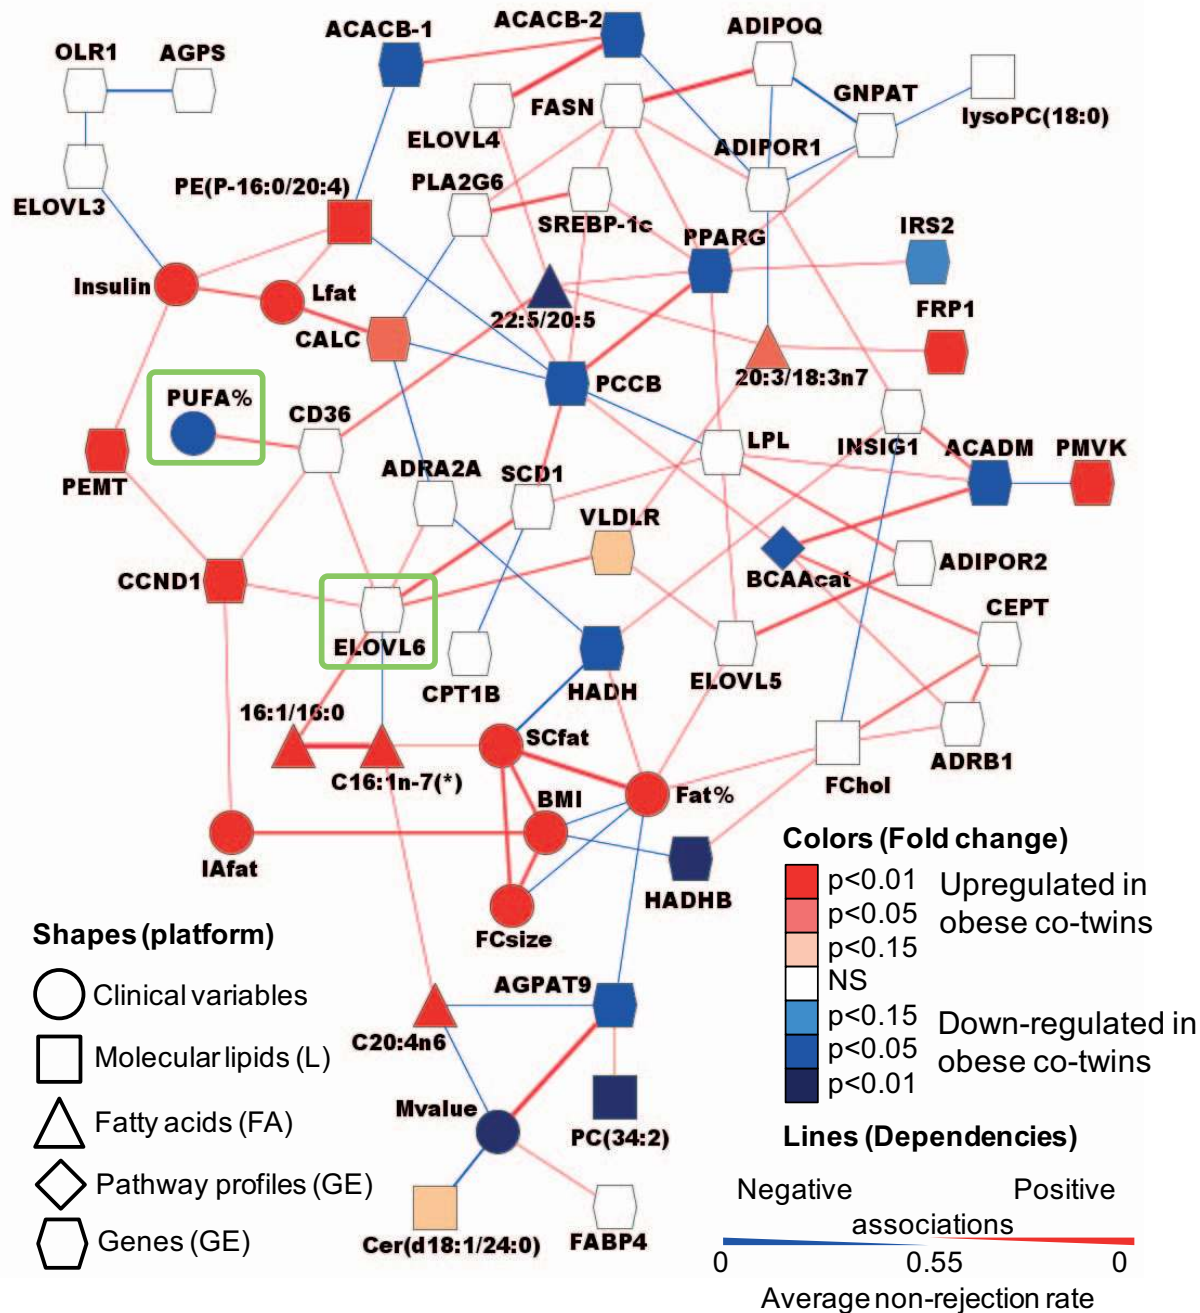 ACACB-2
ADIPOQ
ACACB-1
OLR1
AGPS
GNPAT
FASN
lysoPC(18:0)
ELOVL4
ADIPOR1
PLA2G6
PE(P-16:0/20:4)
ELOVL3
SREBP-1c
IRS2
PPARG
Insulin
Lfat
FRP1
22:5/20:5
CALC
20:3/18:3n7
PCCB
PUFA%
CD36
LPL
INSIG1
ACADM
PMVK
ADRA2A
SCD1
PEMT
VLDLR
ADIPOR2
BCAAcat
CCND1
CEPT
ELOVL6
ELOVL5
CPT1B
HADH
16:1/16:0
SCfat
ADRB1
C16:1n-7(*)
FChol
BMI
Fat%
IAfat
HADHB
FCsize
AGPAT9
C20:4n6
Mvalue
PC(34:2)
Cer(d18:1/24:0)
FABP4
Shapes (platform)
Clinical variables
Molecular lipids (L)
Fatty acids (FA)
Pathway profiles (GE)
Genes (GE)
Colors (Fold change)
p<0.01
Upregulated in
p<0.05
obese co-twins
p<0.15
NS
p<0.15
Down-regulated in
p<0.05
obese co-twins
p<0.01
Lines (Dependencies)
Negative Positive
associations
0 0.55 0
Average non-rejection rate